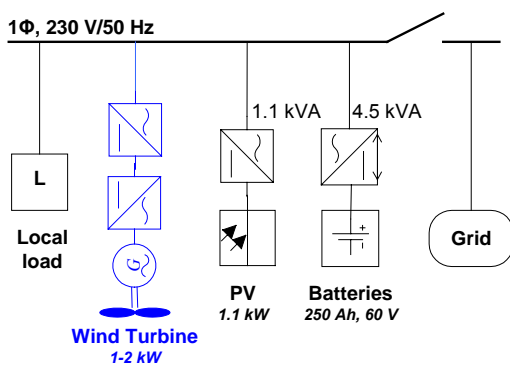 1Φ, 230 V/50 Hz
1.1 kVA
4.5 kVA
L
G
+
-
Local
load
Grid
PV
1.1 kW
Batteries
250 Ah, 60 V
Wind Turbine
1-2 kW